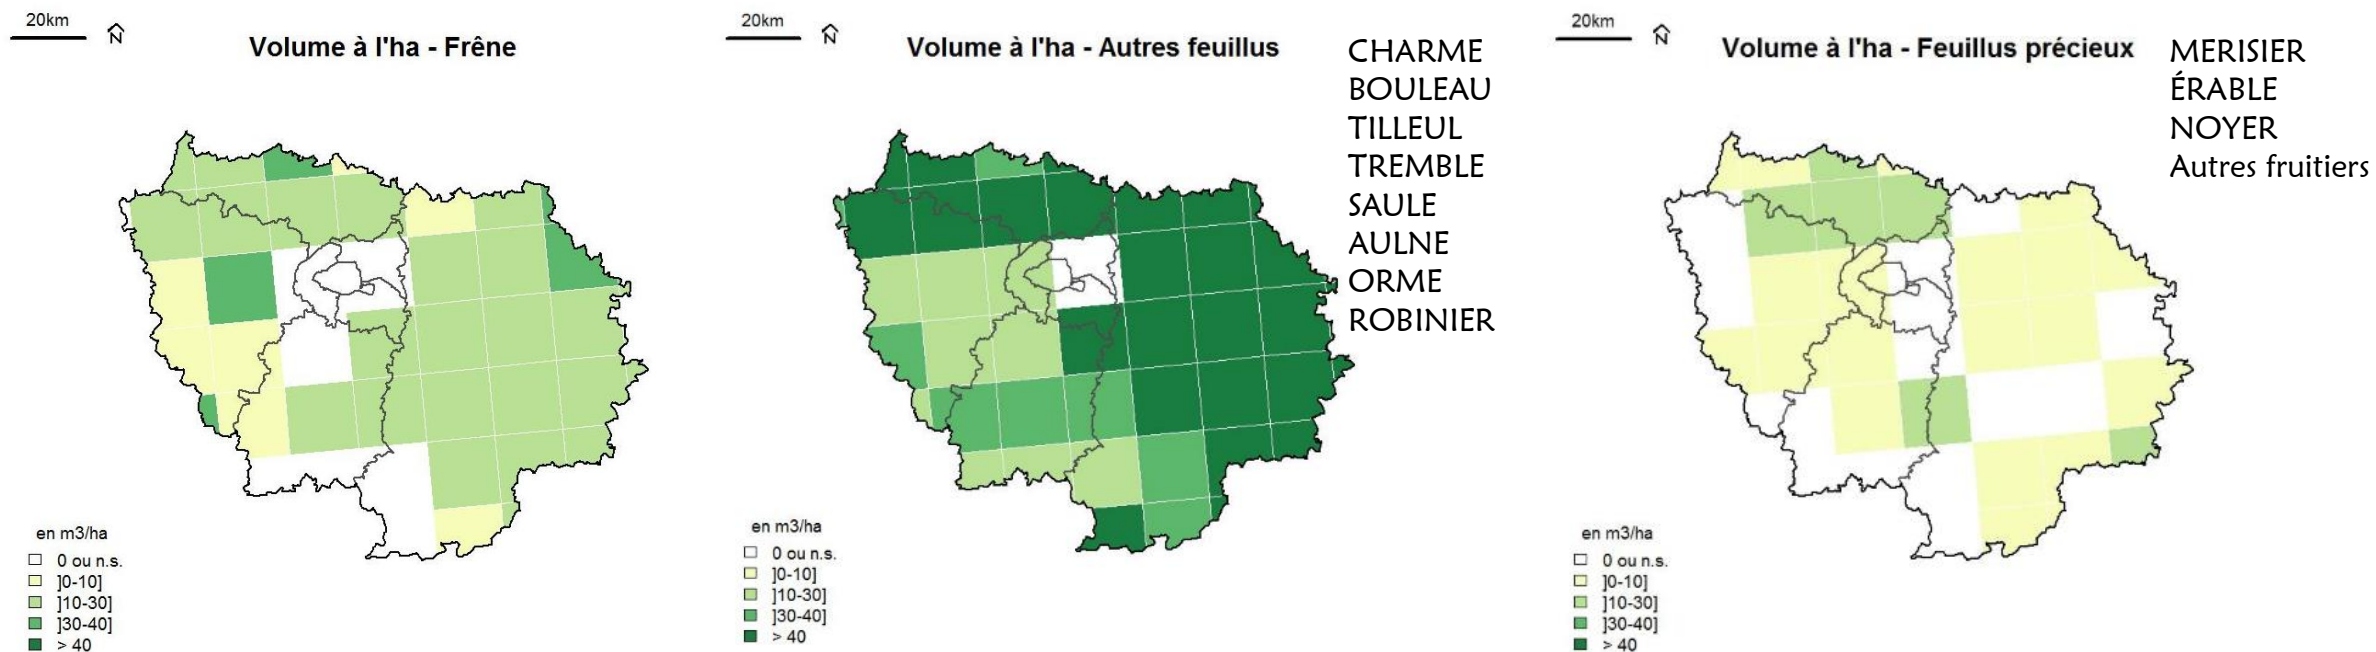 20km
N
Volume à l'ha - Frêne
en m3/ha
0 ou n.s.
]0-10]
]10-30]
]30-40]
> 40
20km
N
Volume à l'ha - Autres feuillus
CHARME
BOULEAU
TILLEUL
TREMBLE
SAULE
AULNE
ORME
ROBINIER
en m3/ha
0 ou n.s.
]0-10]
]10-30]
]30-40]
> 40
20km
N
Volume à l'ha - Feuillus précieux
MERISIER
ÉRABLE
NOYER
Autres fruitiers
en m3/ha
0 ou n.s.
]0-10]
]10-30]
]30-40]
> 40